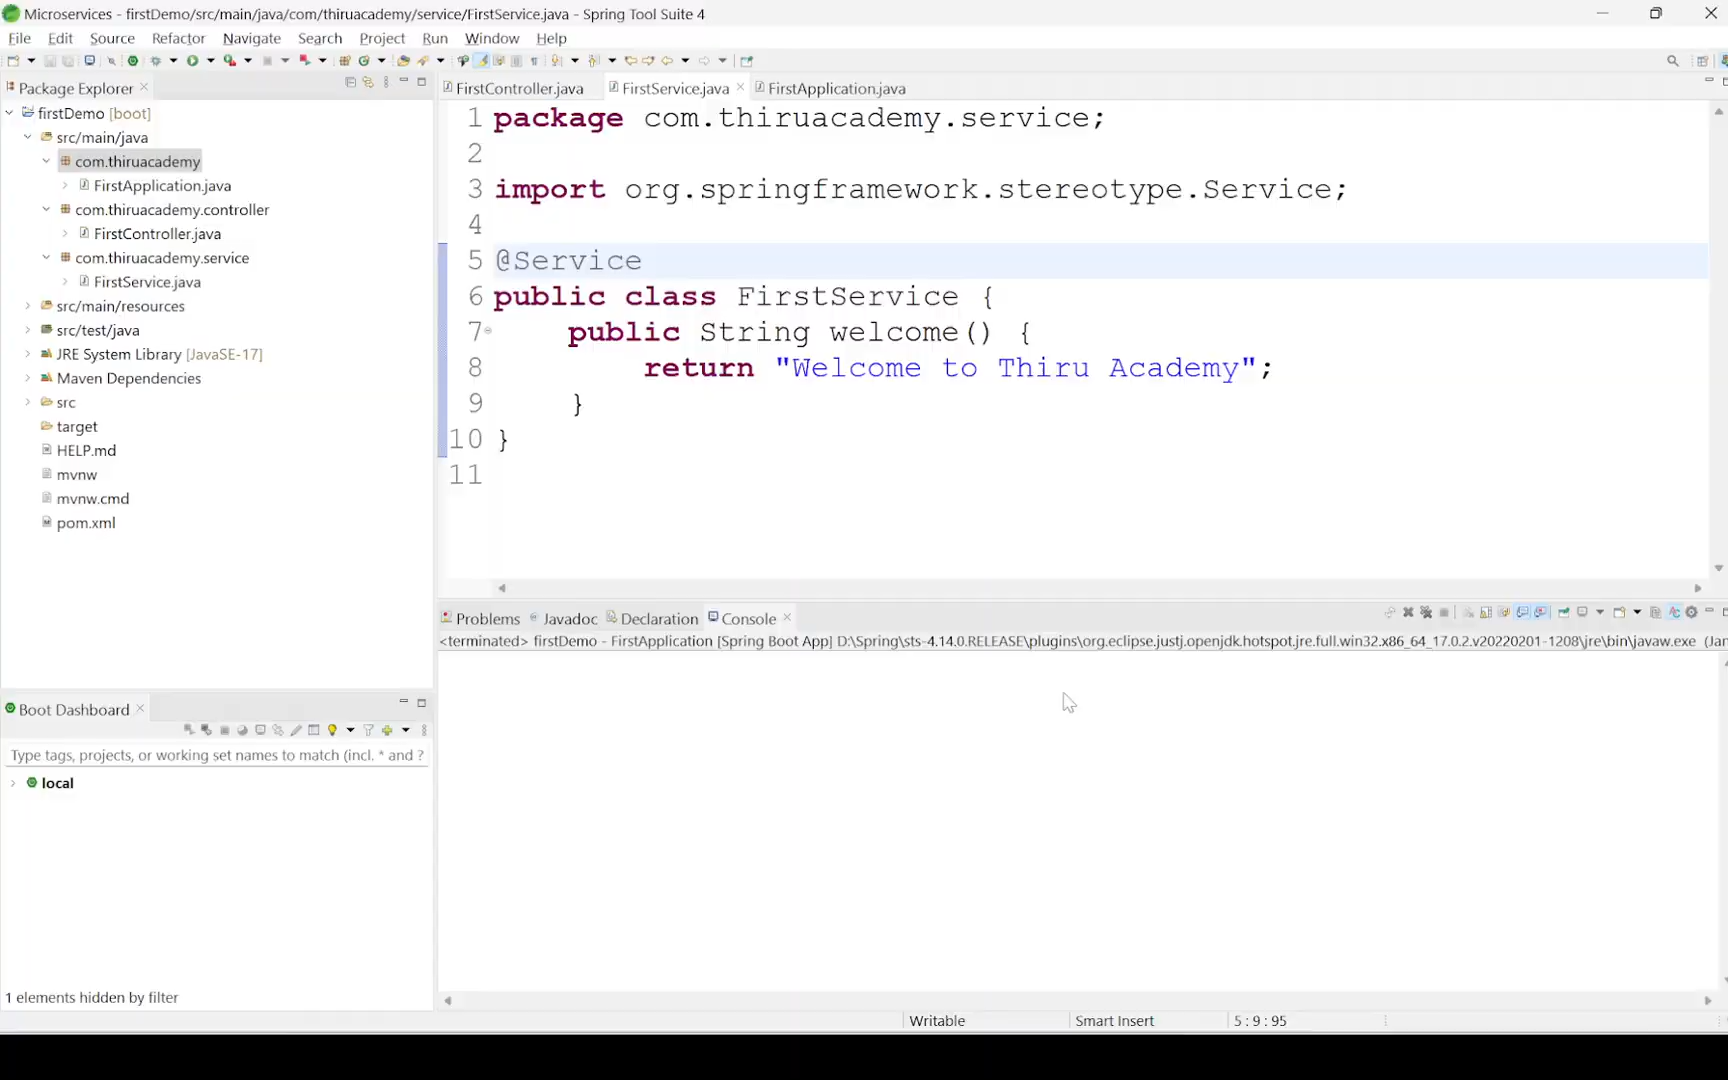 Microservices - firstDemo/src/main/java/com/thiruacademy/service/FirstService.java - Spring Tool Suite 4
File Edit Source Refactor Navigate Search Project Run Window Help
Package Explorer
firstDemo [boot]
src/main/java
com.thiruacademy
FirstApplication.java
com.thiruacademy.controller
FirstController.java
com.thiruacademy.service
FirstService.java
src/main/resources
src/test/java
JRE System Library [JavaSE-17]
Maven Dependencies
src
target
HELP.md
mvnw
mvnw.cmd
pom.xml
FirstController.java FirstService.java FirstApplication.java
1 package com.thiruacademy.service;
2
3 import org.springframework.stereotype.Service;
4
5 @Service
6 public class FirstService {
7 public String welcome() {
8 return "Welcome to Thiru Academy";
9 }
10 }
11
Problems Javadoc Declaration Console
<terminated> firstDemo - FirstApplication [Spring Boot App] D:\Spring\sts-4.14.0.RELEASE\plugins\org.eclipse.justj.openjdk.hotspot.jre.full.win32.x86_64_17.0.2.v20220201-1208\jre\bin\javaw.exe (Jan
Boot Dashboard
Type tags, projects, or working set names to match (incl. * and ?
local
1 elements hidden by filter
Writable Smart Insert 5 : 9 : 95